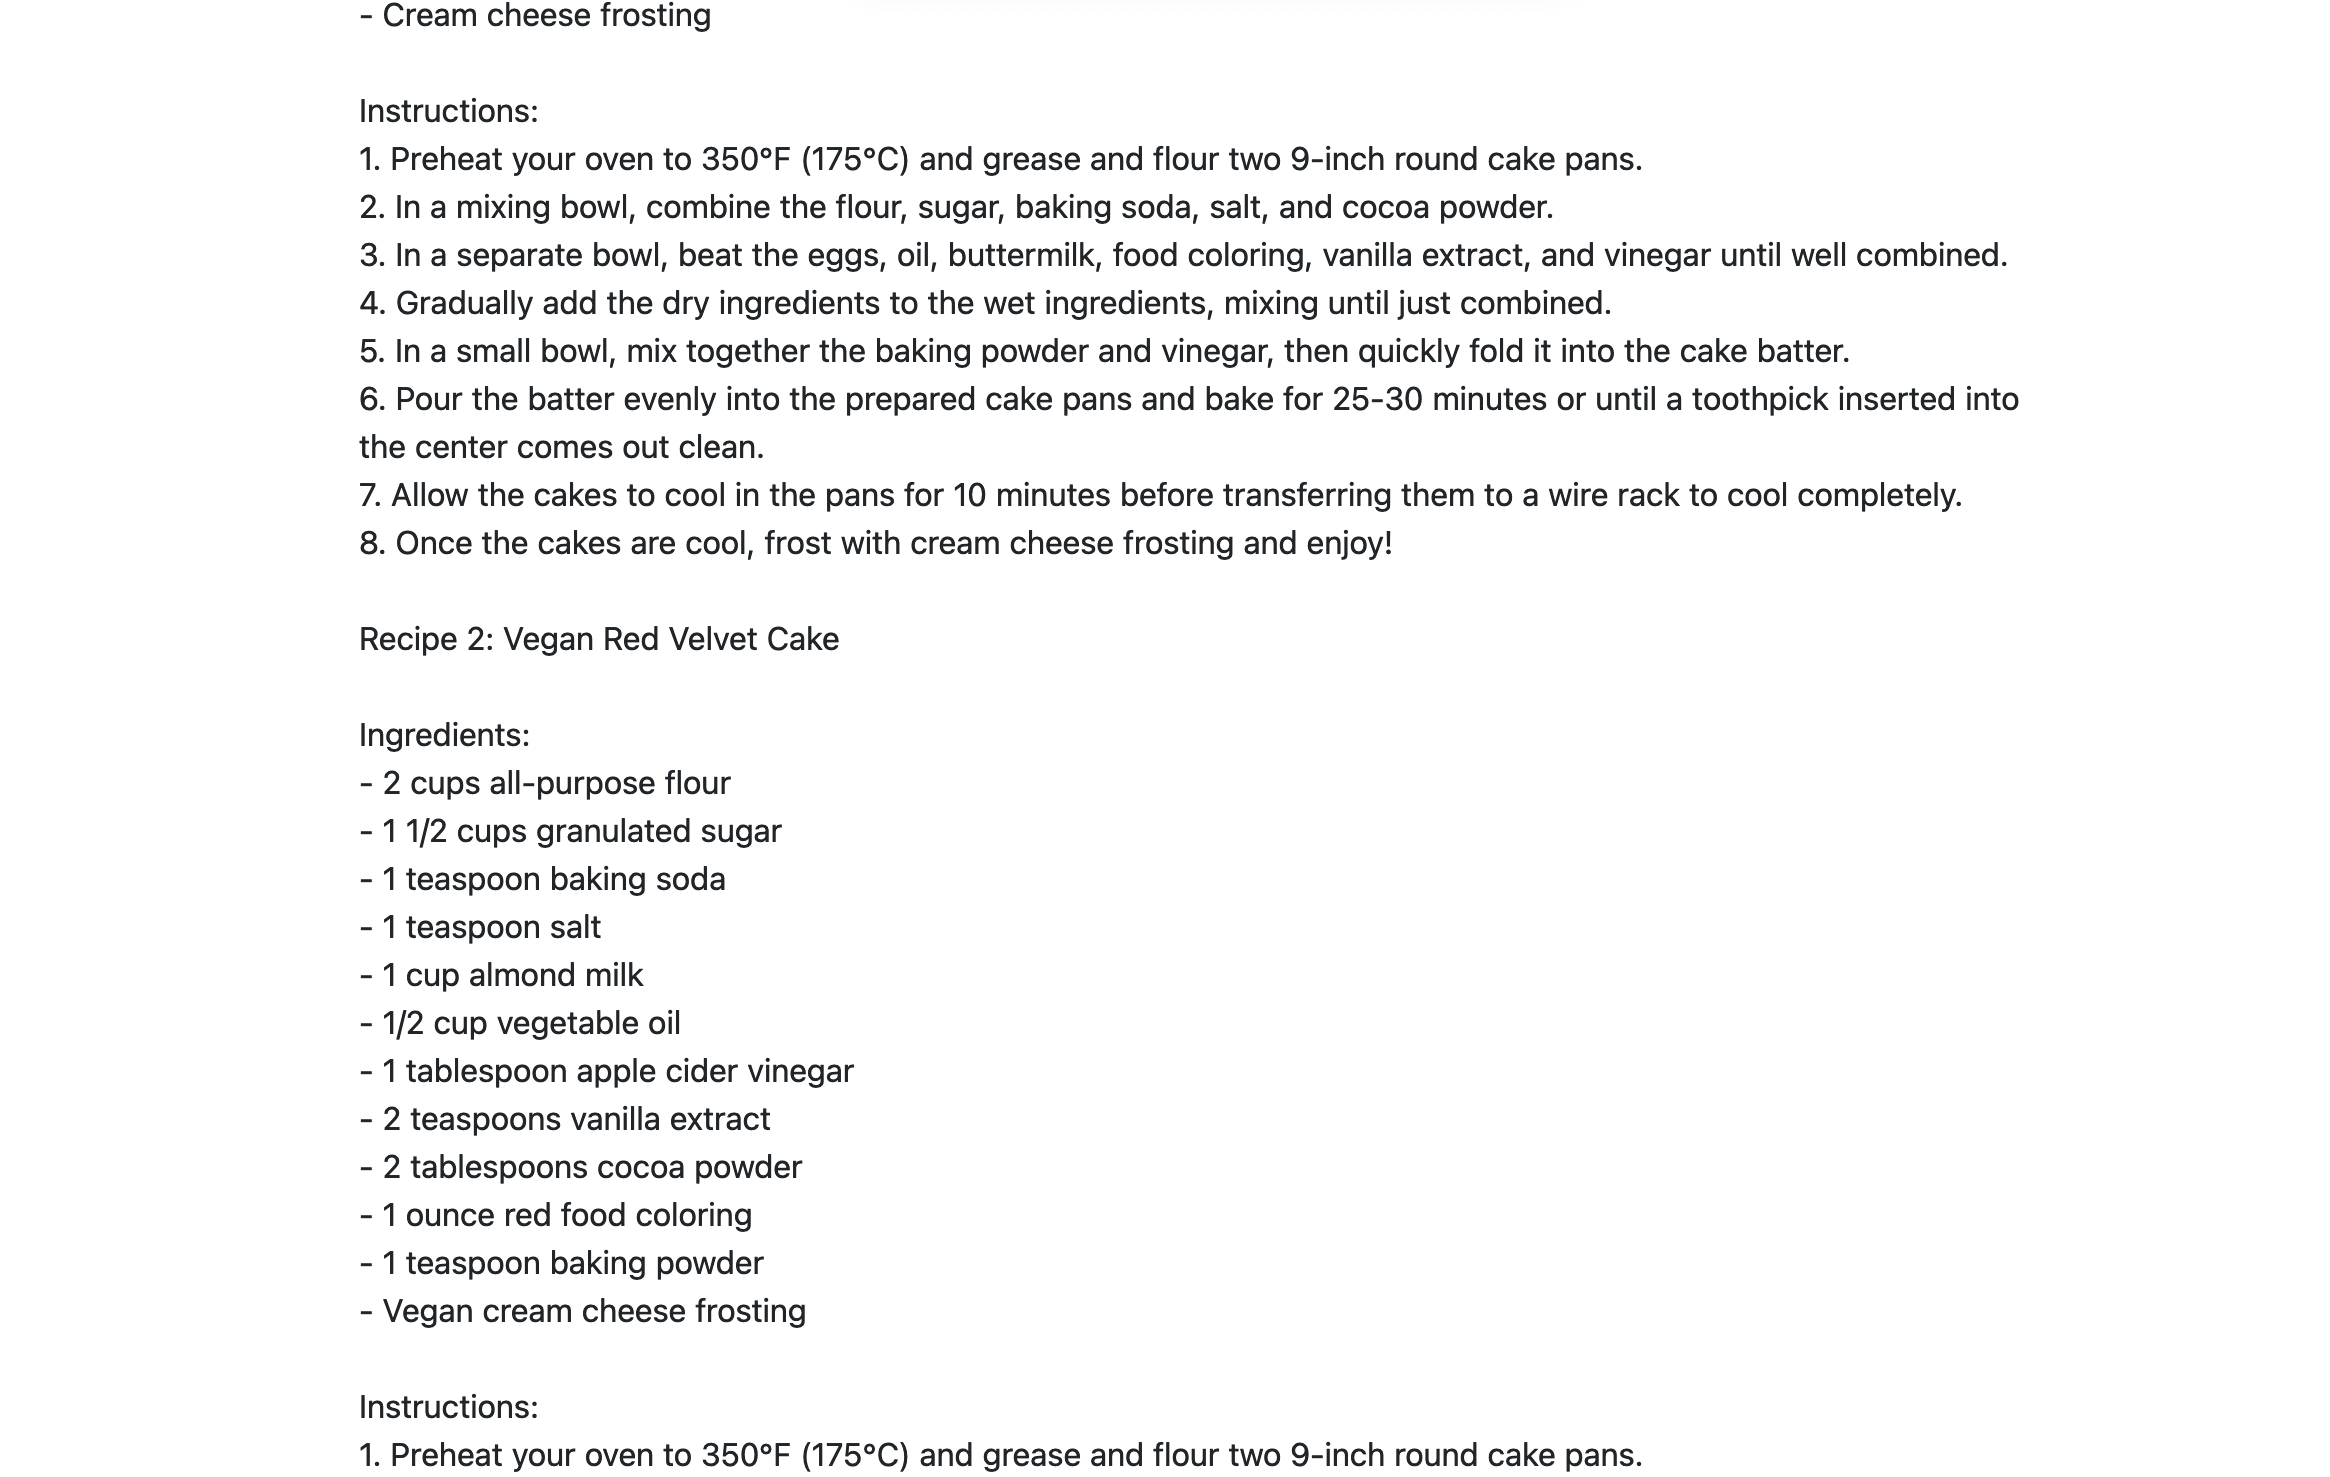 - Cream cheese frosting
Instructions:
1. Preheat your oven to 350°F (175°C) and grease and flour two 9-inch round cake pans.
2. In a mixing bowl, combine the flour, sugar, baking soda, salt, and cocoa powder.
3. In a separate bowl, beat the eggs, oil, buttermilk, food coloring, vanilla extract, and vinegar until well combined.
4. Gradually add the dry ingredients to the wet ingredients, mixing until just combined.
5. In a small bowl, mix together the baking powder and vinegar, then quickly fold it into the cake batter.
6. Pour the batter evenly into the prepared cake pans and bake for 25-30 minutes or until a toothpick inserted into
the center comes out clean.
7. Allow the cakes to cool in the pans for 10 minutes before transferring them to a wire rack to cool completely.
8. Once the cakes are cool, frost with cream cheese frosting and enjoy!
Recipe 2: Vegan Red Velvet Cake
Ingredients:
- 2 cups all-purpose flour
- 1 1/2 cups granulated sugar
- 1 teaspoon baking soda
- 1 teaspoon salt
- 1 cup almond milk
- 1/2 cup vegetable oil
- 1 tablespoon apple cider vinegar
- 2 teaspoons vanilla extract
- 2 tablespoons cocoa powder
- 1 ounce red food coloring
- 1 teaspoon baking powder
- Vegan cream cheese frosting
Instructions:
1. Preheat your oven to 350°F (175°C) and grease and flour two 9-inch round cake pans.